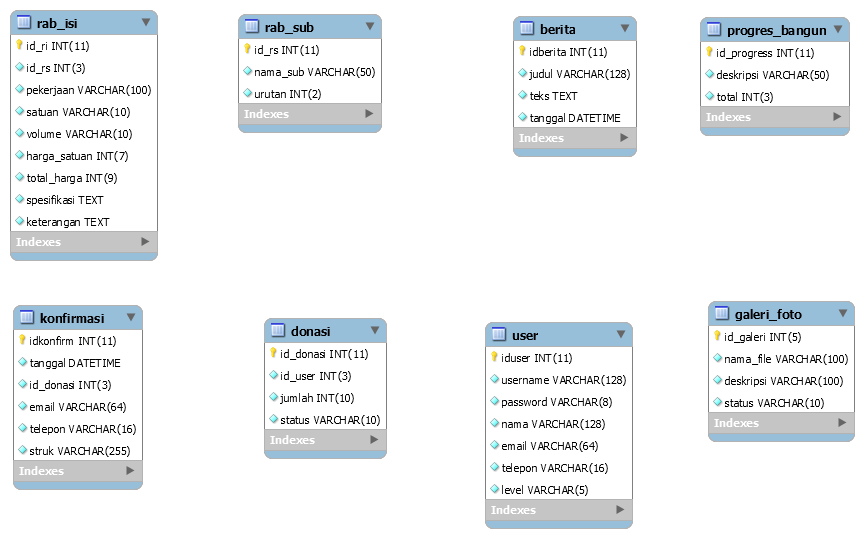 rab_isi
id_ri INT(11)
id_rs INT(3)
pekerjaan VARCHAR(100)
satuan VARCHAR(10)
volume VARCHAR(10)
harga_satuan INT(7)
total_harga INT(9)
spesifikasi TEXT
keterangan TEXT
Indexes
rab_sub
id_rs INT(11)
nama_sub VARCHAR(50)
urutan INT(2)
Indexes
berita
idberita INT(11)
judul VARCHAR(128)
teks TEXT
tanggal DATETIME
Indexes
progres_bangun
id_progress INT(11)
deskripsi VARCHAR(50)
total INT(3)
Indexes
konfirmasi
idkonfirm INT(11)
tanggal DATETIME
id_donasi INT(3)
email VARCHAR(64)
telepon VARCHAR(16)
struk VARCHAR(255)
Indexes
donasi
id_donasi INT(11)
id_user INT(3)
jumlah INT(10)
status VARCHAR(10)
Indexes
user
iduser INT(11)
username VARCHAR(128)
password VARCHAR(8)
nama VARCHAR(128)
email VARCHAR(64)
telepon VARCHAR(16)
level VARCHAR(5)
Indexes
galeri_foto
id_galeri INT(5)
nama_file VARCHAR(100)
deskripsi VARCHAR(100)
status VARCHAR(10)
Indexes